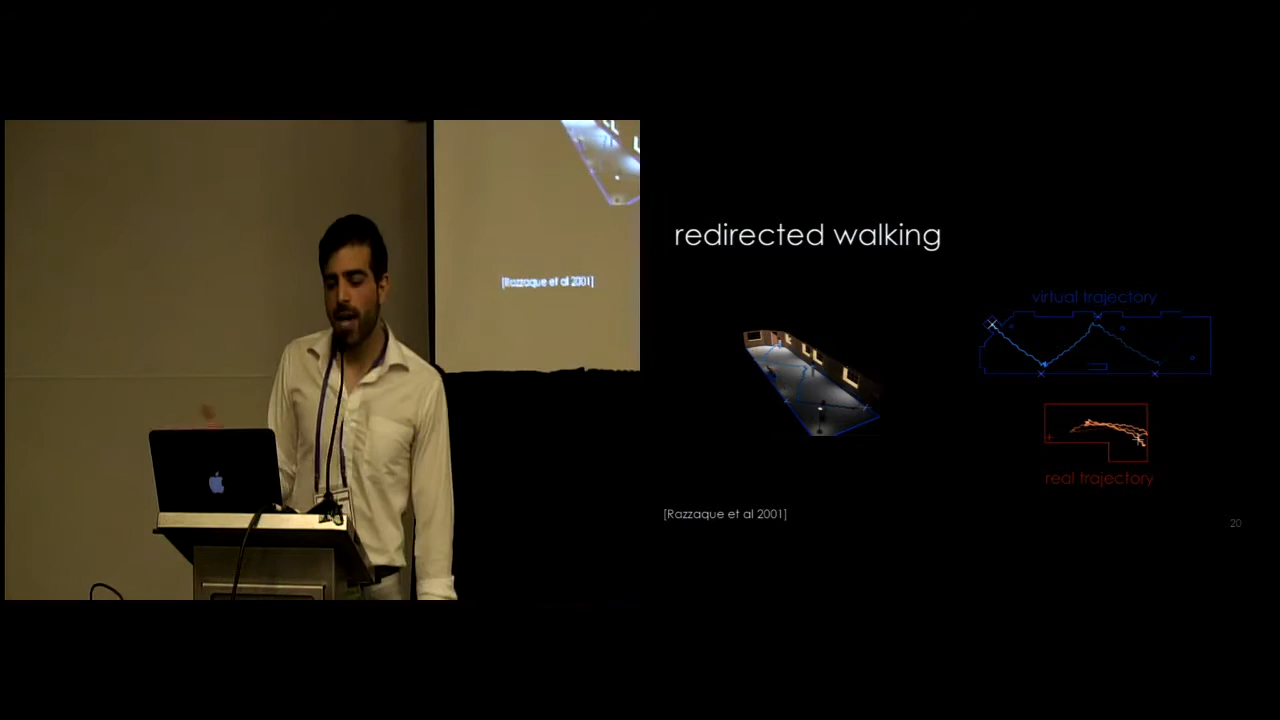 [Razzaque et al 2001]
redirected walking
virtual trajectory
real trajectory
[Razzaque et al 2001]
20